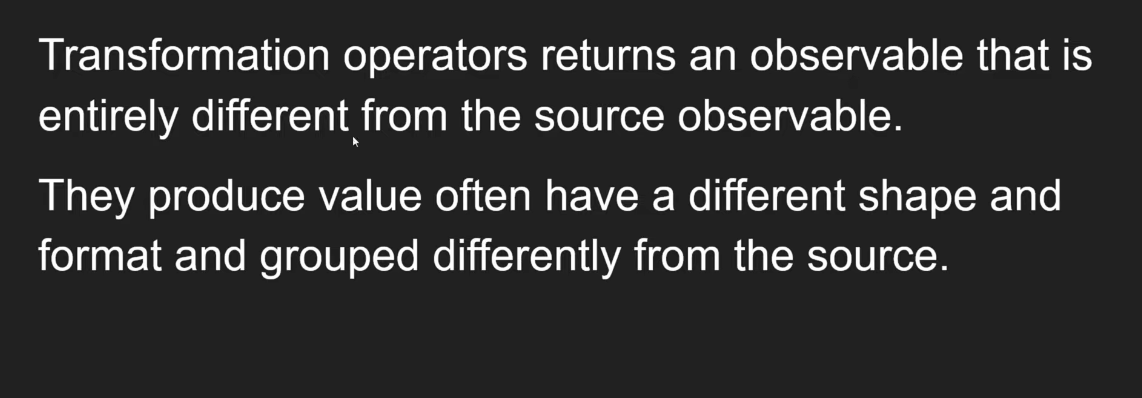 Transformation operators returns an observable that is
entirely different from the source observable.
They produce value often have a different shape and
format and grouped differently from the source.